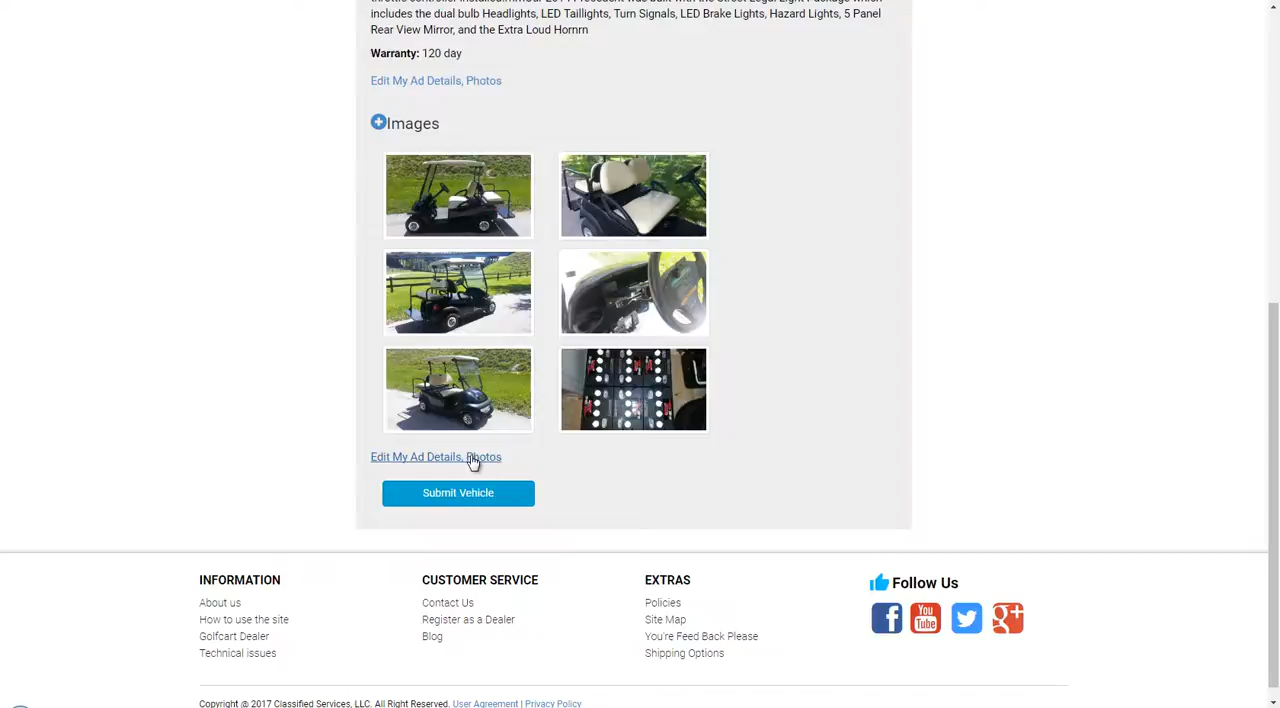 includes the dual bulb Headlights, LED Taillights, Turn Signals, LED Brake Lights, Hazard Lights, 5 Panel
Rear View Mirror, and the Extra Loud Hornrn
Warranty: 120 day
Edit My Ad Details, Photos
Images
Edit My Ad Details, Photos
Submit Vehicle
INFORMATION
About us
How to use the site
Golfcart Dealer
Technical issues
CUSTOMER SERVICE
Contact Us
Register as a Dealer
Blog
EXTRAS
Policies
Site Map
You're Feed Back Please
Shipping Options
Follow Us
You
Tube
Copyright @ 2017 Classified Services, LLC. All Right Reserved. User Agreement | Privacy Policy